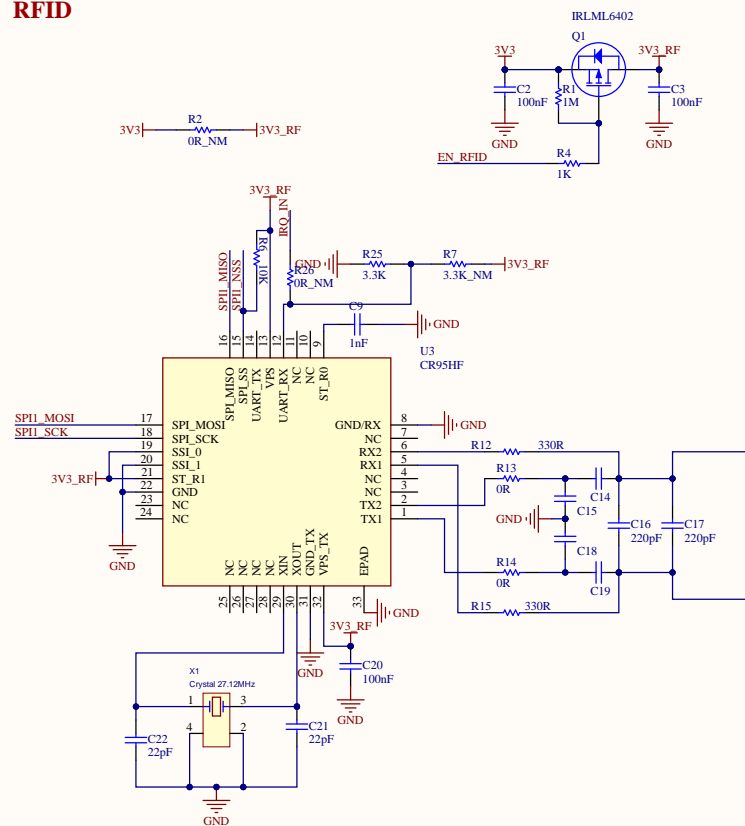 RFID
IRLML6402
Q1
3V3
3V3_RF
C2
100nF
R1
1M
C3
100nF
GND
GND
R2
3V3
3V3_RF
0R_NM
EN_RFID
R4
1K
3V3_RF
IRQ_IN
SPI1_MISO
SPI1_NSS
R6
10K
R26
0R_NM
GND
R25
3.3K
R7
3.3K_NM
3V3_RF
C9
1nF
GND
U3
CR95HF
16
15
14
13
12
11
10
9
SPI_MISO
SPI_SS
UART_TX
VPS
UART_RX
NC
NC
ST_R0
SPI1_MOSI
17
SPI_MOSI
SPI1_SCK
18
SPI_SCK
19
SSI_0
20
SSI_1
3V3_RF
21
ST_R1
22
GND
23
NC
24
NC
GND
GND/RX
8
GND
NC
7
RX2
6
RX1
5
NC
4
NC
3
TX2
2
TX1
1
R12
330R
R13
0R
C14
C15
GND
C16
220pF
C17
220pF
C18
R14
0R
C19
R15
330R
NC
NC
NC
NC
XIN
XOUT
GND_TX
VPS_TX
EPAD
25
26
27
28
29
30
31
32
33
GND
3V3_RF
GND
C20
100nF
GND
X1
Crystal 27.12MHz
1
3
4
2
C22
22pF
C21
22pF
GND